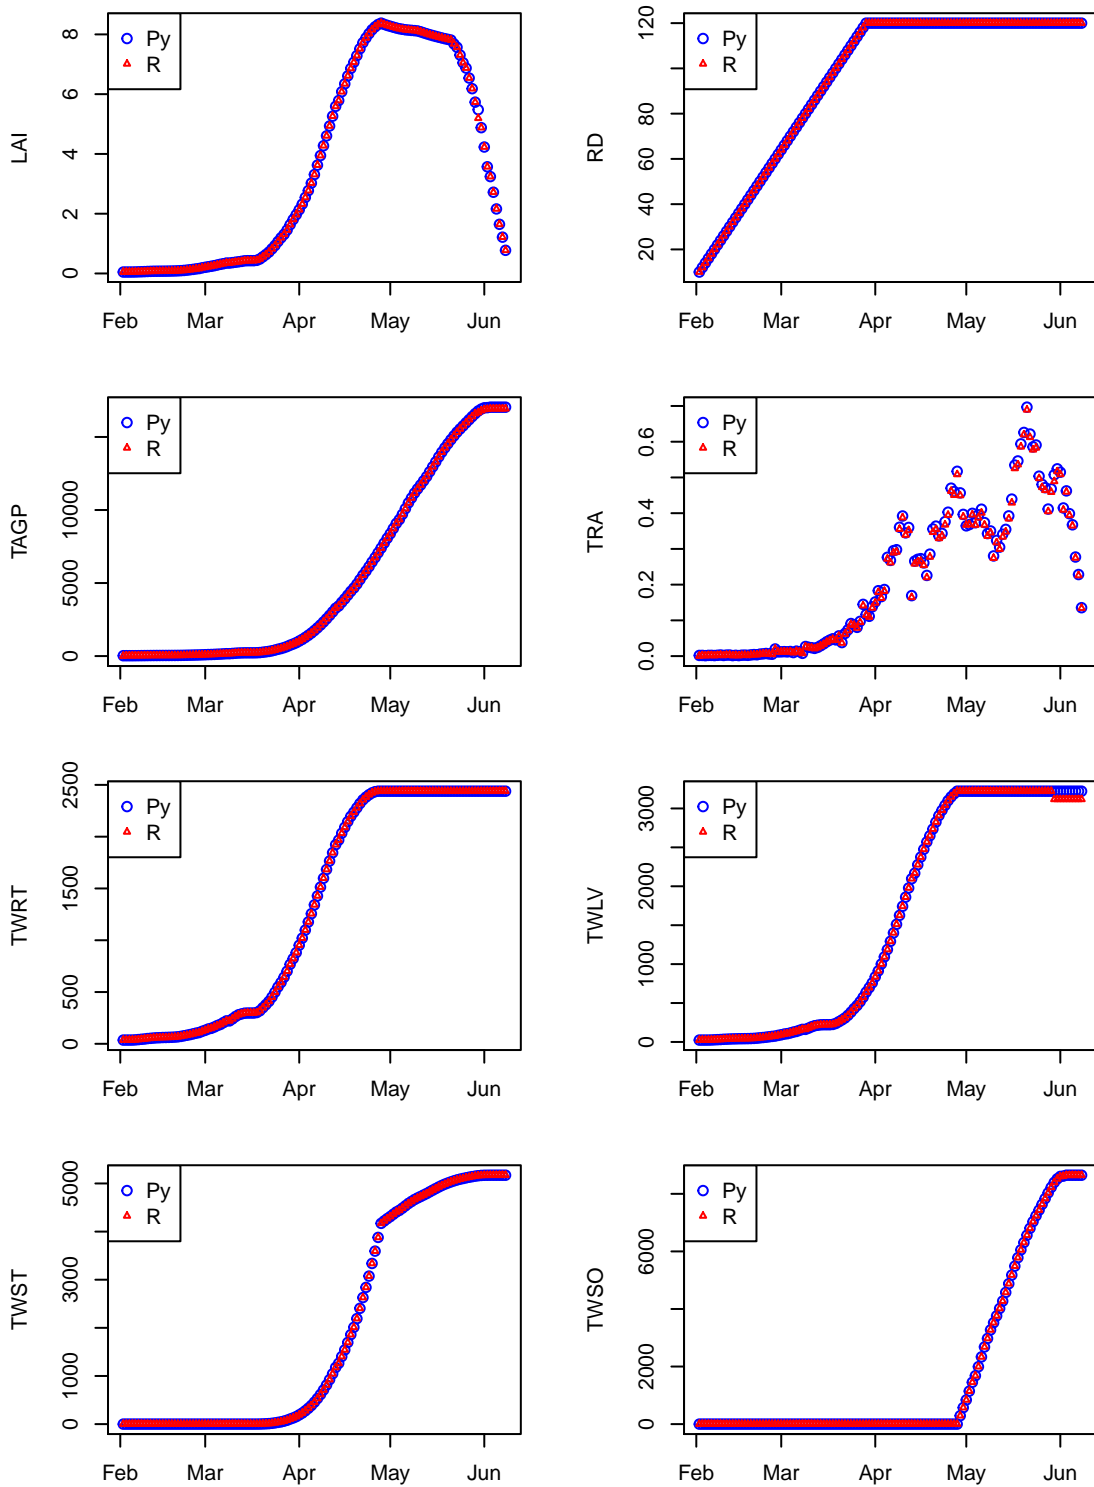 LAI
0
2
4
6
8
Feb Mar Apr May Jun
Py
R
RD
20
40
60
80
120
Feb Mar Apr May Jun
Py
R
TAGP
0
5000
10000
Feb Mar Apr May Jun
Py
R
TRA
0.0
0.2
0.4
0.6
Feb Mar Apr May Jun
Py
R
TWRT
0
500
1500
2500
Feb Mar Apr May Jun
Py
R
TWLV
0
1000
2000
3000
Feb Mar Apr May Jun
Py
R
TWST
0
1000
3000
5000
Feb Mar Apr May Jun
Py
R
TWSO
0
2000
6000
Feb Mar Apr May Jun
Py
R